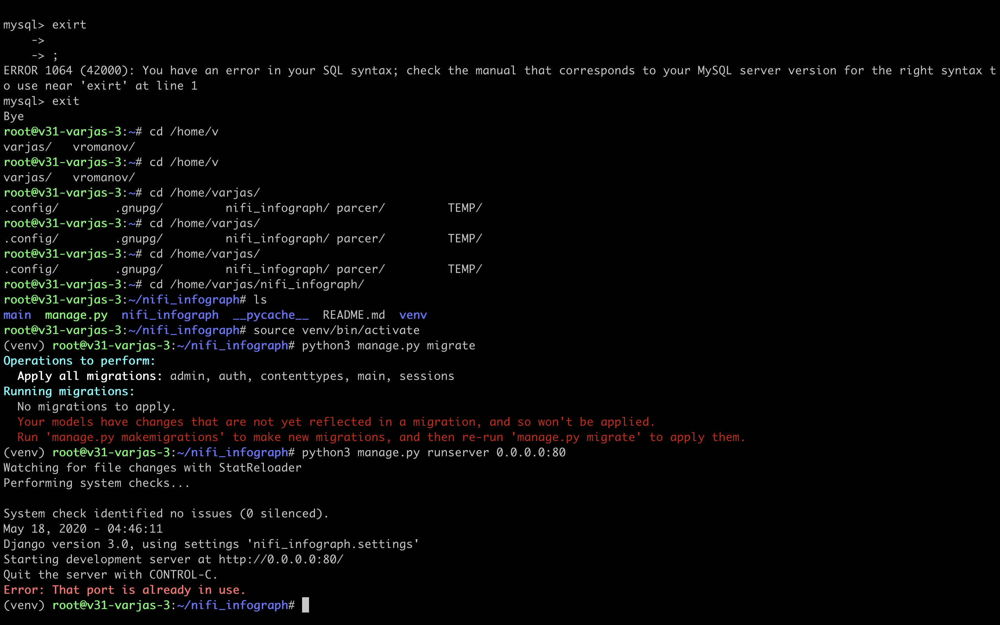 mysql> exirt
    ->
    -> ;
ERROR 1064 (42000): You have an error in your SQL syntax; check the manual that corresponds to your MySQL server version for the right syntax t
o use near 'exirt' at line 1
mysql> exit
Bye
root@v31-varjas-3:~# cd /home/v
varjas/   vromanov/
root@v31-varjas-3:~# cd /home/v
varjas/   vromanov/
root@v31-varjas-3:~# cd /home/varjas/
.config/        .gnupg/         nifi_infograph/ parcer/         TEMP/
root@v31-varjas-3:~# cd /home/varjas/
.config/        .gnupg/         nifi_infograph/ parcer/         TEMP/
root@v31-varjas-3:~# cd /home/varjas/
.config/        .gnupg/         nifi_infograph/ parcer/         TEMP/
root@v31-varjas-3:~# cd /home/varjas/nifi_infograph/
root@v31-varjas-3:~/nifi_infograph# ls
main  manage.py  nifi_infograph  __pycache__  README.md  venv
root@v31-varjas-3:~/nifi_infograph# source venv/bin/activate
(venv) root@v31-varjas-3:~/nifi_infograph# python3 manage.py migrate
Operations to perform:
  Apply all migrations: admin, auth, contenttypes, main, sessions
Running migrations:
  No migrations to apply.
  Your models have changes that are not yet reflected in a migration, and so won't be applied.
  Run 'manage.py makemigrations' to make new migrations, and then re-run 'manage.py migrate' to apply them.
(venv) root@v31-varjas-3:~/nifi_infograph# python3 manage.py runserver 0.0.0.0:80
Watching for file changes with StatReloader
Performing system checks...

System check identified no issues (0 silenced).
May 18, 2020 - 04:46:11
Django version 3.0, using settings 'nifi_infograph.settings'
Starting development server at http://0.0.0.0:80/
Quit the server with CONTROL-C.
Error: That port is already in use.
(venv) root@v31-varjas-3:~/nifi_infograph#